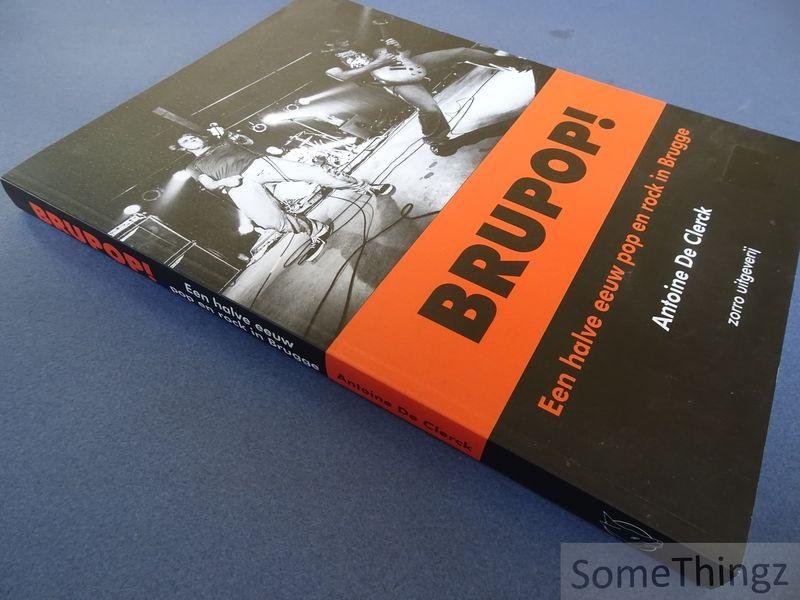 BRUPOP!
Een halve eeuw pop en rock in Brugge
Antoine De Clerck
zorro uitgeverij
BRUPOP!
Een halve eeuw
pop en rock in Brugge
Antoine De Clerck
SomeThingz